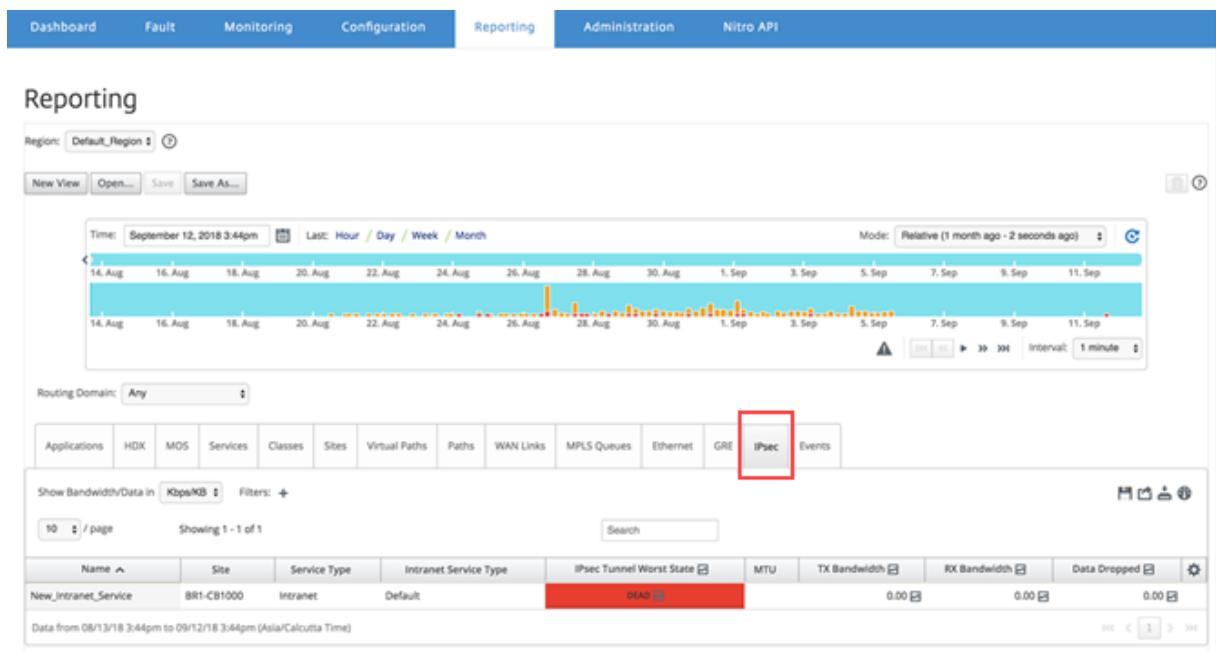 Dashboard Fault Monitoring Configuration Reporting Administration Nitro API
Reporting
Region: Default_Region
New View Open... Save Save As...
Time: September 12, 2018 3:44pm Last: Hour / Day / Week / Month Mode: Relative (1 month ago - 2 seconds ago)
14. Aug 16. Aug 18. Aug 20. Aug 22. Aug 24. Aug 26. Aug 28. Aug 30. Aug 1. Sep 3. Sep 5. Sep 7. Sep 9. Sep 11. Sep
14. Aug 16. Aug 18. Aug 20. Aug 22. Aug 24. Aug 26. Aug 28. Aug 30. Aug 1. Sep 3. Sep 5. Sep 7. Sep 9. Sep 11. Sep
Interval: 1 minute
Routing Domain: Any
Applications HDX MOS Services Classes Sites Virtual Paths Paths WAN Links MPLS Queues Ethernet GRE IPsec Events
Show Bandwidth/Data in Kbps/KB Filters: +
10 / page Showing 1 - 1 of 1 Search
Name Site Service Type Intranet Service Type IPsec Tunnel Worst State MTU TX Bandwidth RX Bandwidth Data Dropped
New_Intranet_Service BR1-CB1000 Intranet Default DEAD 0.00 0.00 0.00
Data from 08/13/18 3:44pm to 09/12/18 3:44pm (Asia/Calcutta Time) 1